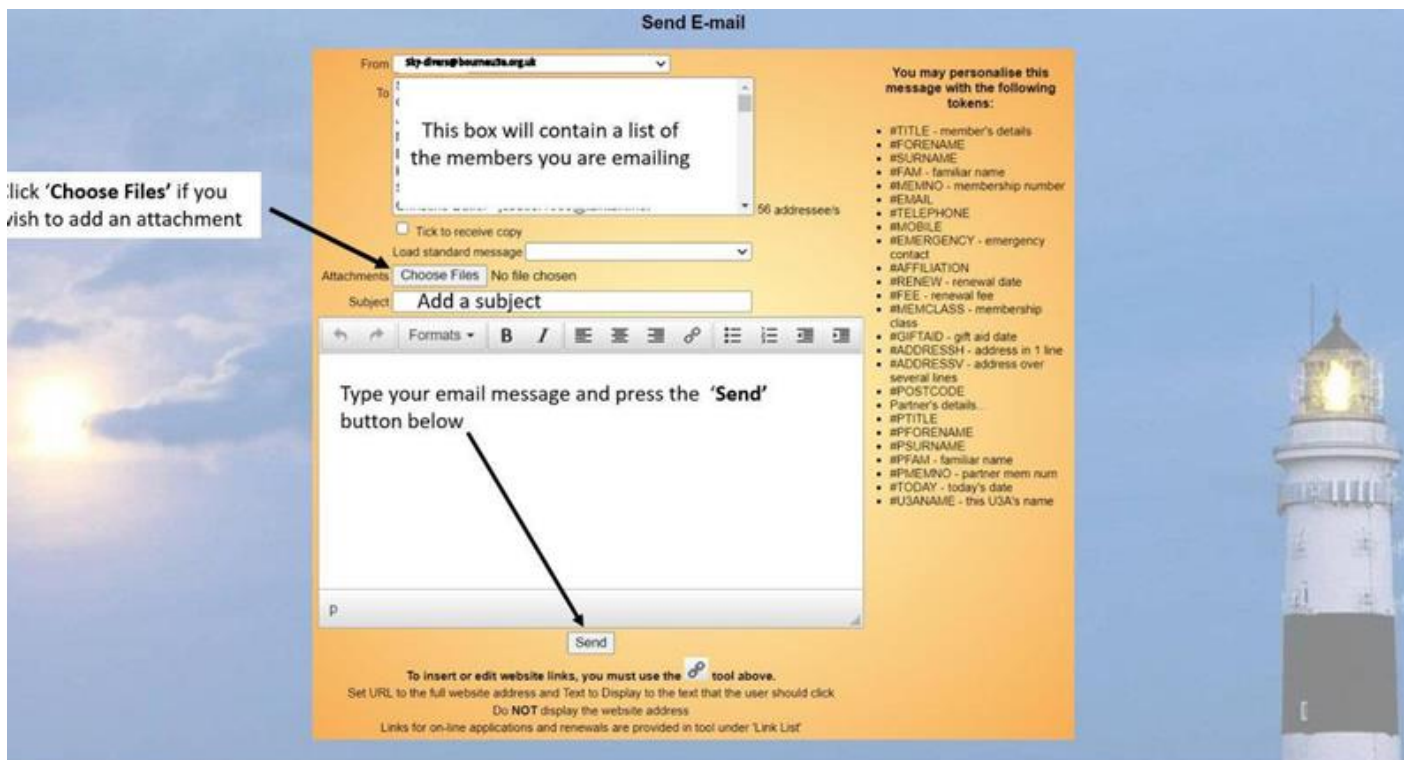 Send E-mail
From Sky-divers@bourneu3a.org.uk
To
This box will contain a list of
the members you are emailing
56 addressee/s
lick ‘Choose Files’ if you
vish to add an attachment
Tick to receive copy
Load standard message
Attachments Choose Files No file chosen
Subject Add a subject
Formats B I
Type your email message and press the ‘Send’
button below
p
Send
To insert or edit website links, you must use the tool above.
Set URL to the full website address and Text to Display to the text that the user should click
Do NOT display the website address
Links for on-line applications and renewals are provided in tool under 'Link List'
You may personalise this
message with the following
tokens:
#TITLE - member's details
#FORENAME
#SURNAME
#FAM - familiar name
#MEMNO - membership number
#EMAIL
#TELEPHONE
#MOBILE
#EMERGENCY - emergency
contact
#AFFILIATION
#RENEW - renewal date
#FEE - renewal fee
#MEMCLASS - membership
class
#GIFTAID - gift aid date
#ADDRESSH - address in 1 line
#ADDRESSV - address over
several lines
#POSTCODE
Partner's details...
#PTITLE
#PFORENAME
#PSURNAME
#PFAM - familiar name
#PMEMNO - partner mem num
#TODAY - today's date
#U3ANAME - this U3A's name